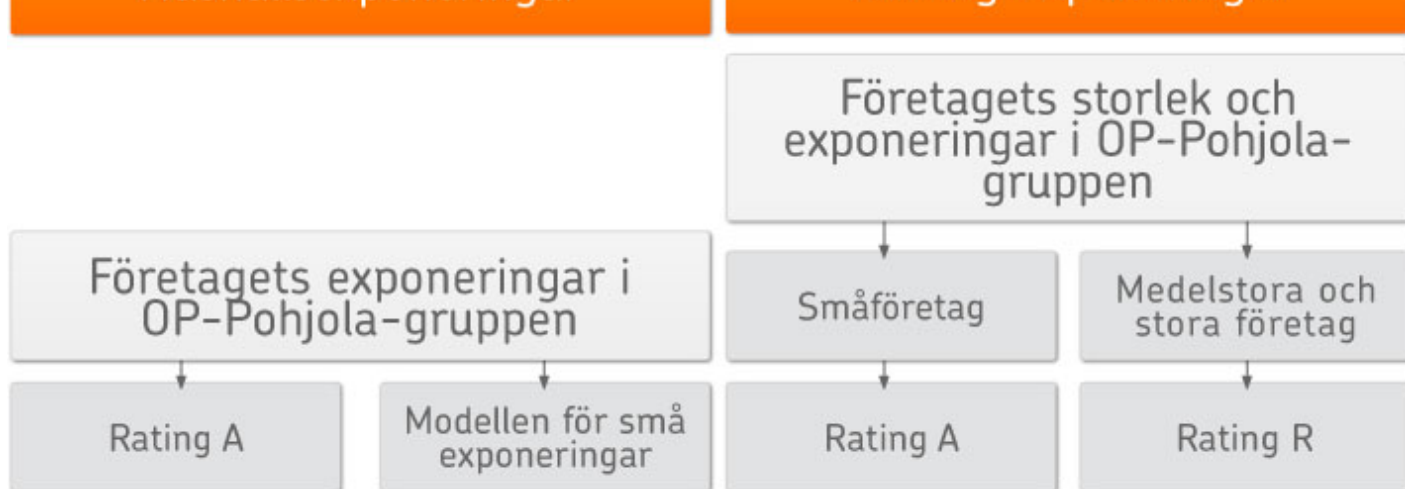 Företagets storlek och
exponeringar i OP-Pohjola-
gruppen
Företagets exponeringar i
OP-Pohjola-gruppen
Småföretag
Medelstora och
stora företag
Rating A
Modellen för små
exponeringar
Rating A
Rating R